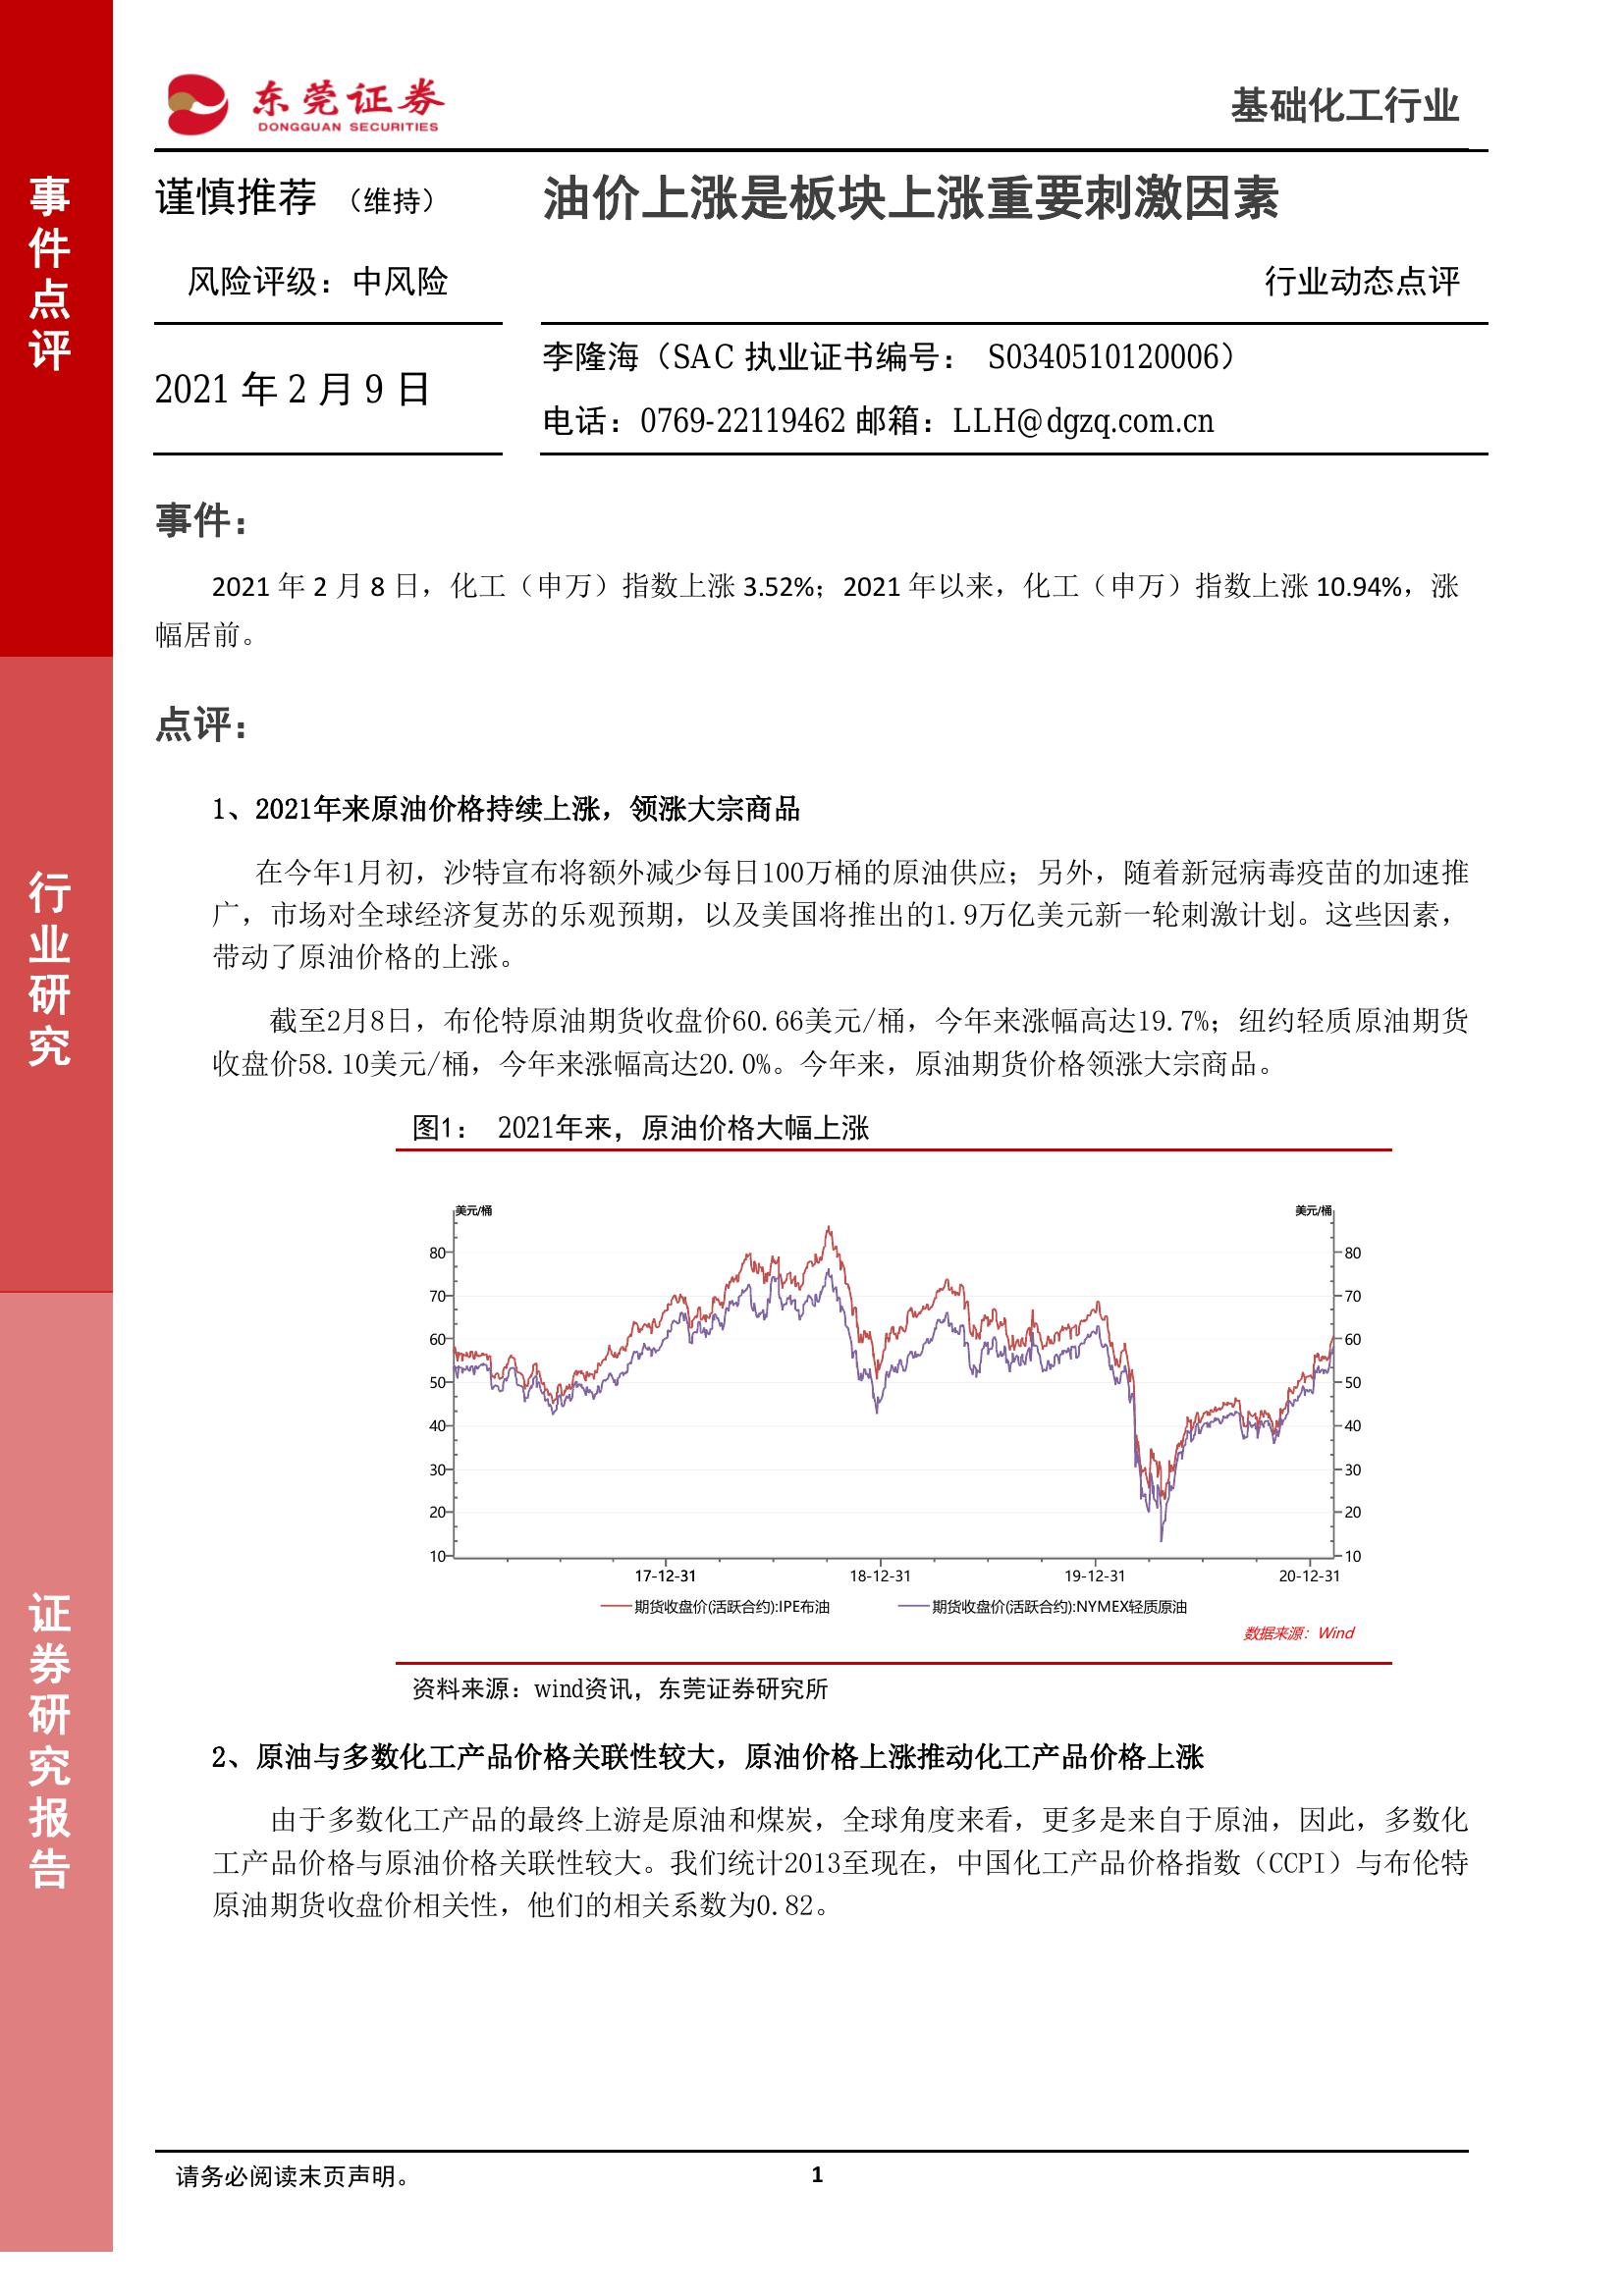 东莞证券
DONGGUAN SECURITIES
基础化工行业
事件点评
行业研究
证券研究报告
谨慎推荐 （维持）
油价上涨是板块上涨重要刺激因素
风险评级：中风险
行业动态点评
2021 年 2 月 9 日
李隆海（SAC 执业证书编号： S0340510120006）
电话：0769-22119462 邮箱：LLH@dgzq.com.cn
事件：
2021 年 2 月 8 日，化工（申万）指数上涨 3.52%；2021 年以来，化工（申万）指数上涨 10.94%，涨
幅居前。
点评：
1、2021年来原油价格持续上涨，领涨大宗商品
在今年1月初，沙特宣布将额外减少每日100万桶的原油供应；另外，随着新冠病毒疫苗的加速推
广，市场对全球经济复苏的乐观预期，以及美国将推出的1.9万亿美元新一轮刺激计划。这些因素，
带动了原油价格的上涨。
截至2月8日，布伦特原油期货收盘价60.66美元/桶，今年来涨幅高达19.7%；纽约轻质原油期货
收盘价58.10美元/桶，今年来涨幅高达20.0%。今年来，原油期货价格领涨大宗商品。
图1： 2021年来，原油价格大幅上涨
美元/桶 美元/桶
80 80
70 70
60 60
50 50
40 40
30 30
20 20
10 10
17-12-31 18-12-31 19-12-31 20-12-31
期货收盘价(活跃合约):IPE布油 期货收盘价(活跃合约):NYMEX轻质原油
数据来源：Wind
资料来源：wind资讯，东莞证券研究所
2、原油与多数化工产品价格关联性较大，原油价格上涨推动化工产品价格上涨
由于多数化工产品的最终上游是原油和煤炭，全球角度来看，更多是来自于原油，因此，多数化
工产品价格与原油价格关联性较大。我们统计2013至现在，中国化工产品价格指数（CCPI）与布伦特
原油期货收盘价相关性，他们的相关系数为0.82。
请务必阅读末页声明。
1